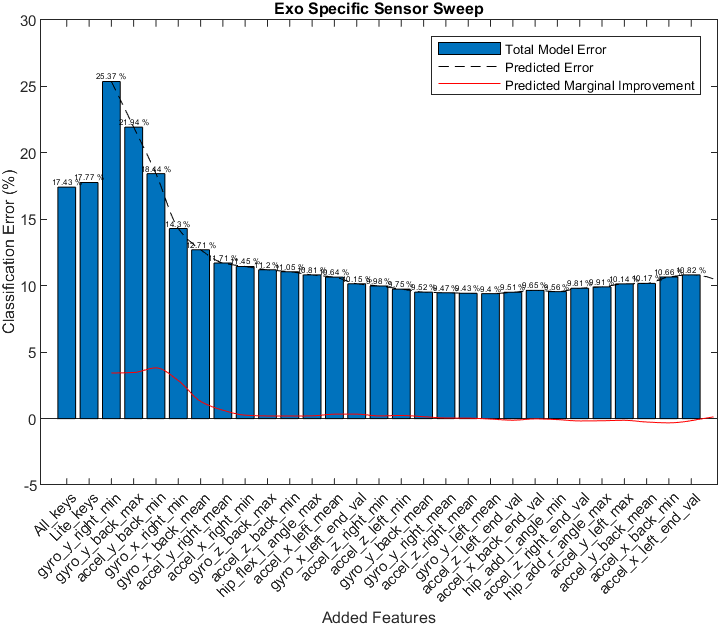 Exo Specific Sensor Sweep
Total Model Error
Predicted Error
Predicted Marginal Improvement
Classification Error (%)
30
25
20
15
10
5
0
-5
17.43 %
17.77 %
25.37 %
21.94 %
18.44 %
14.3 %
12.71 %
11.71 %
11.45 %
11.2 %
11.05 %
10.81 %
10.64 %
10.15 %
9.98 %
9.75 %
9.52 %
9.47 %
9.43 %
9.4 %
9.51 %
9.65 %
9.56 %
9.81 %
9.91 %
10.14 %
10.17 %
10.66 %
10.82 %
All_keys
Life_keys
gyro_y_right_min
gyro_y_back_max
accel_y_back_min
gyro_x_right_min
gyro_x_back_mean
accel_y_right_mean
accel_x_right_min
gyro_z_back_max
accel_z_back_min
hip_flex_l_angle_max
accel_x_left_mean
gyro_x_left_end_val
accel_z_right_min
accel_z_left_min
gyro_y_back_mean
gyro_y_right_mean
accel_z_right_mean
gyro_y_left_min
accel_z_left_end_val
accel_x_back_end_val
hip_add_l_angle_min
accel_z_right_end_val
hip_add_r_angle_max
accel_y_left_max
accel_y_back_mean
accel_x_back_min
accel_x_left_end_val
Added Features